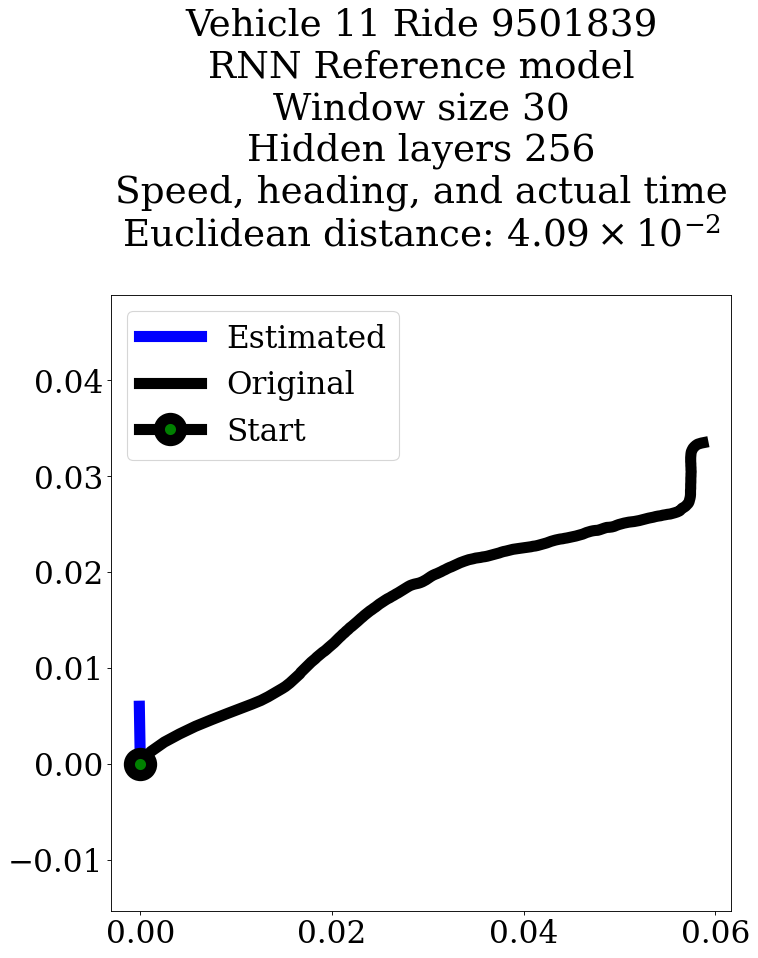 Vehicle 11 Ride 9501839
RNN Reference model
Window size 30
Hidden layers 256
Speed, heading, and actual time
Euclidean distance: 4.09 × 10⁻²
Estimated
Original
Start
0.04
0.03
0.02
0.01
0.00
−0.01
0.00 0.02 0.04 0.06